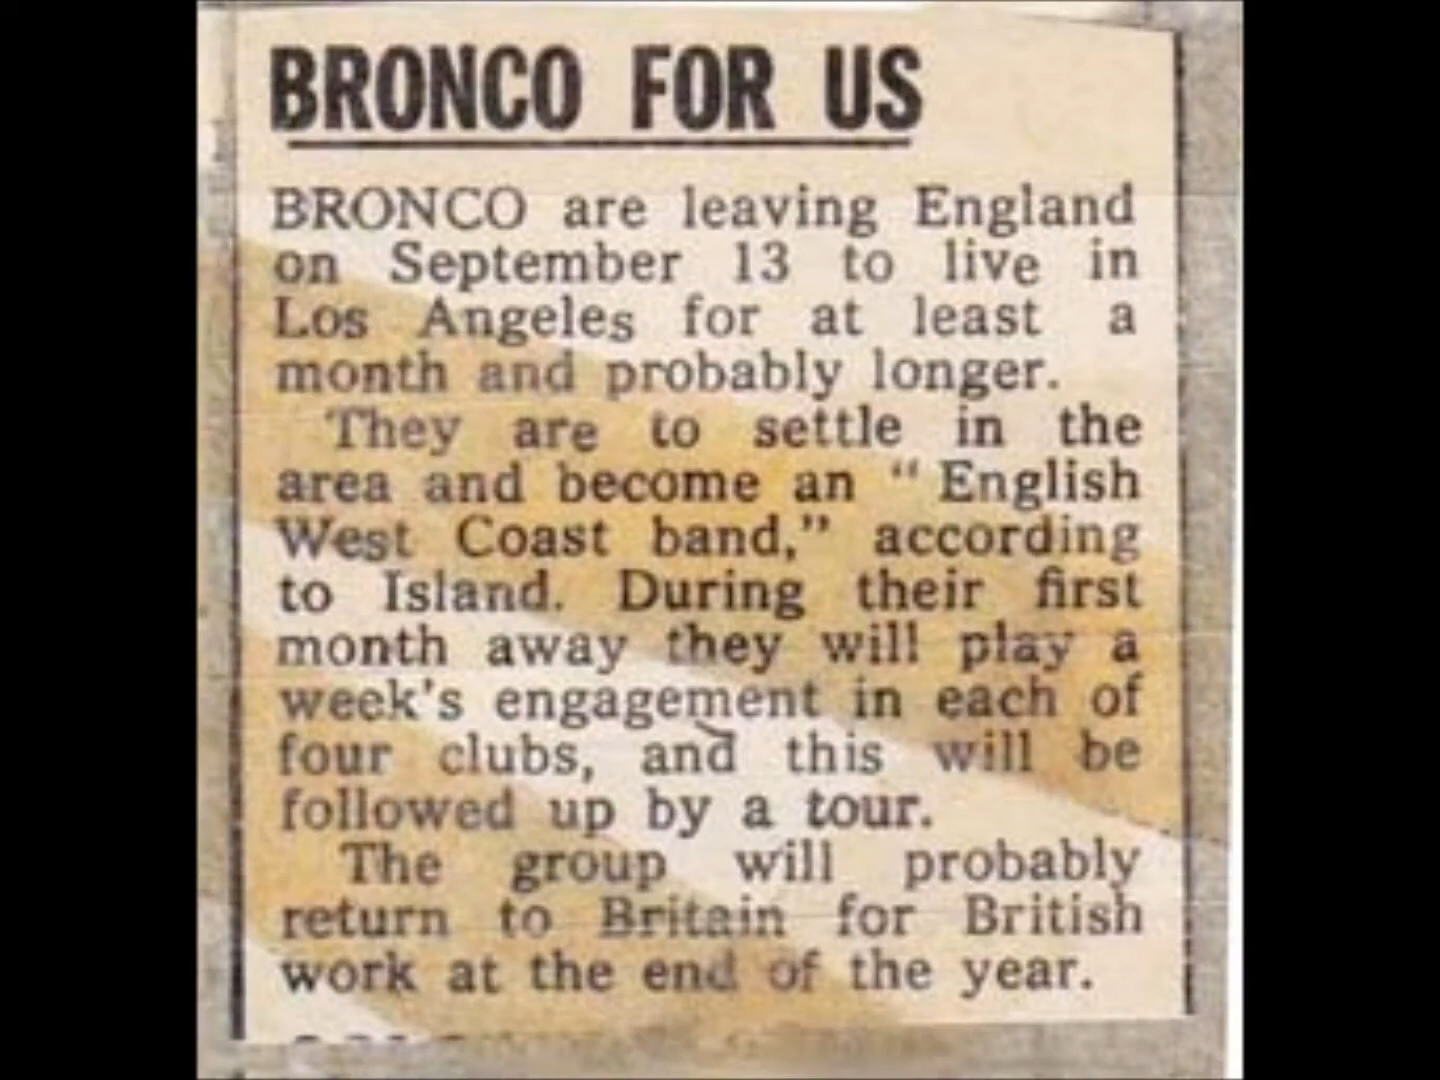 BRONCO FOR US
BRONCO are leaving England
on September 13 to live in
Los Angeles for at least a
month and probably longer.
They are to settle in the
area and become an “ English
West Coast band,” according
to Island. During their first
month away they will play a
week's engagement in each of
four clubs, and this will be
followed up by a tour.
The group will probably
return to Britain for British
work at the end of the year.